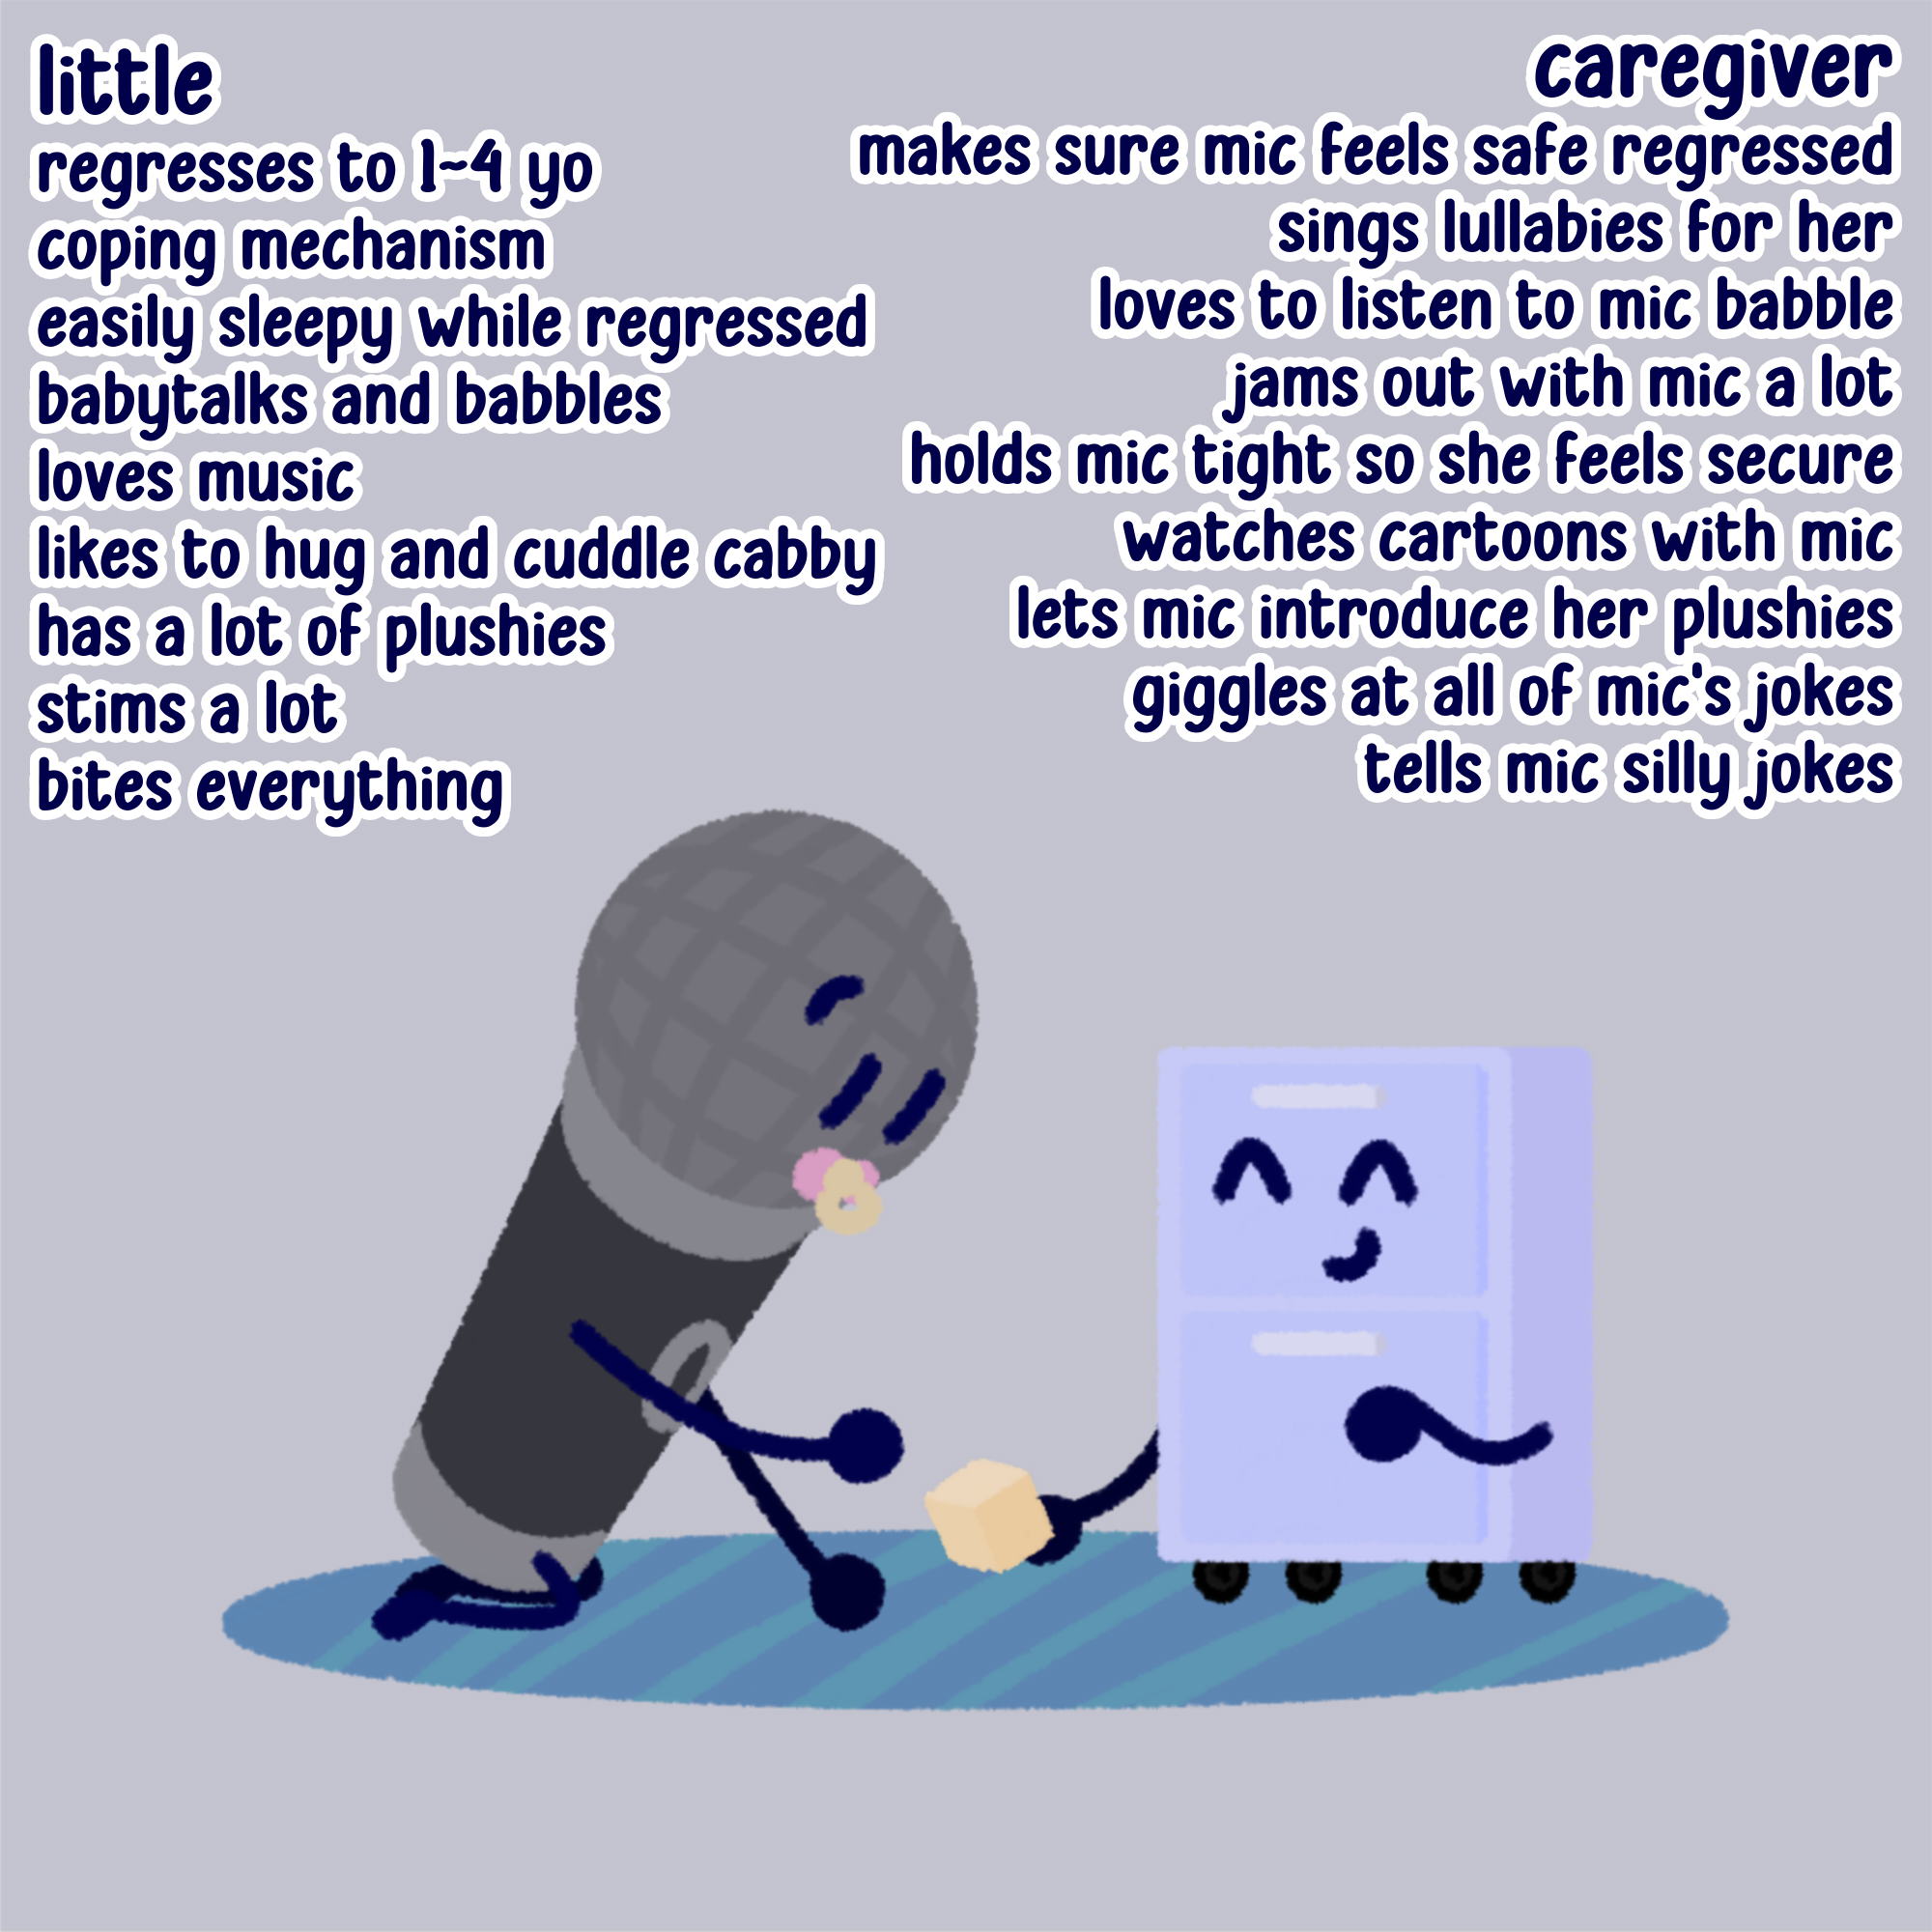 little
regresses to 1~4 yo
coping mechanism
easily sleepy while regressed
babytalks and babbles
loves music
likes to hug and cuddle cabby
has a lot of plushies
stims a lot
bites everything
caregiver
makes sure mic feels safe regressed
sings lullabies for her
loves to listen to mic babble
jams out with mic a lot
holds mic tight so she feels secure
watches cartoons with mic
lets mic introduce her plushies
giggles at all of mic's jokes
tells mic silly jokes